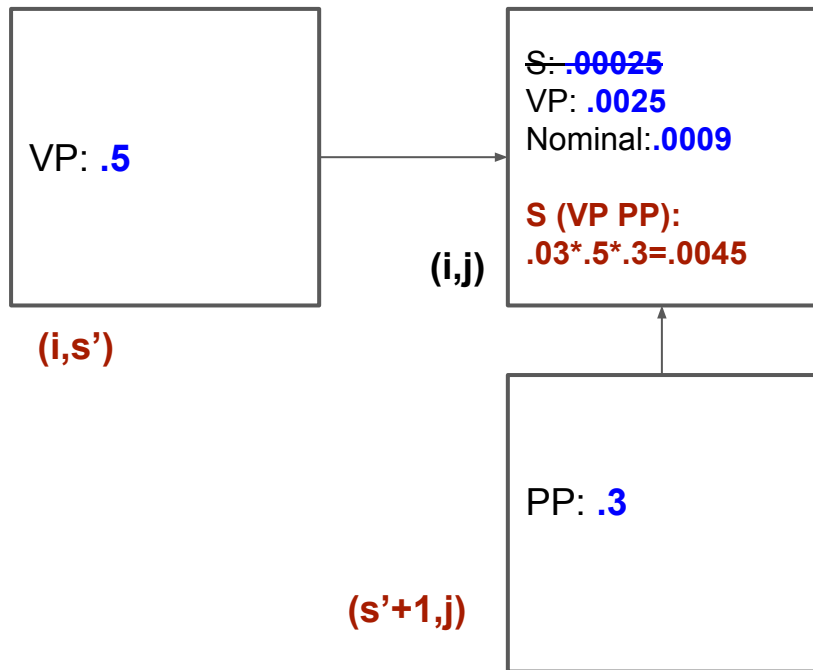 VP: .5
(i,s’)
S: .00025
VP: .0025
Nominal:.0009
S (VP PP):
.03*.5*.3=.0045
(i,j)
PP: .3
(s’+1,j)